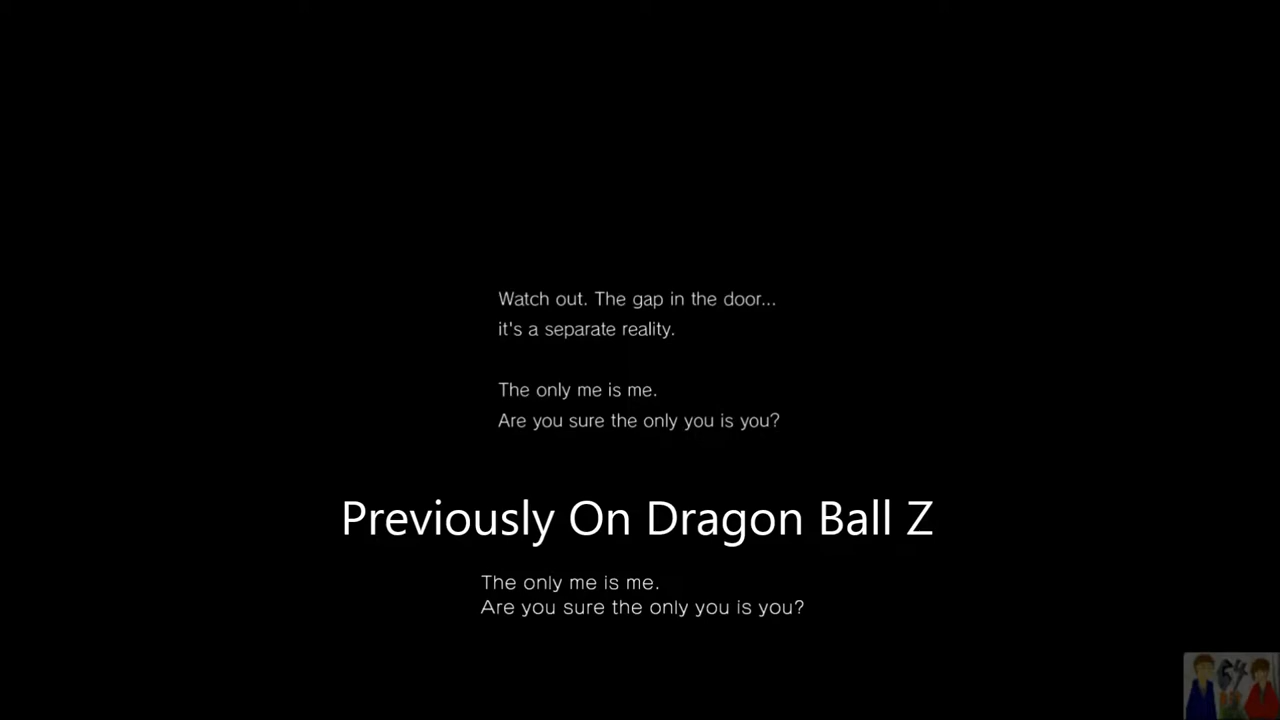 Watch out. The gap in the door...
it's a separate reality.
The only me is me.
Are you sure the only you is you?
Previously On Dragon Ball Z
The only me is me.
Are you sure the only you is you?
64